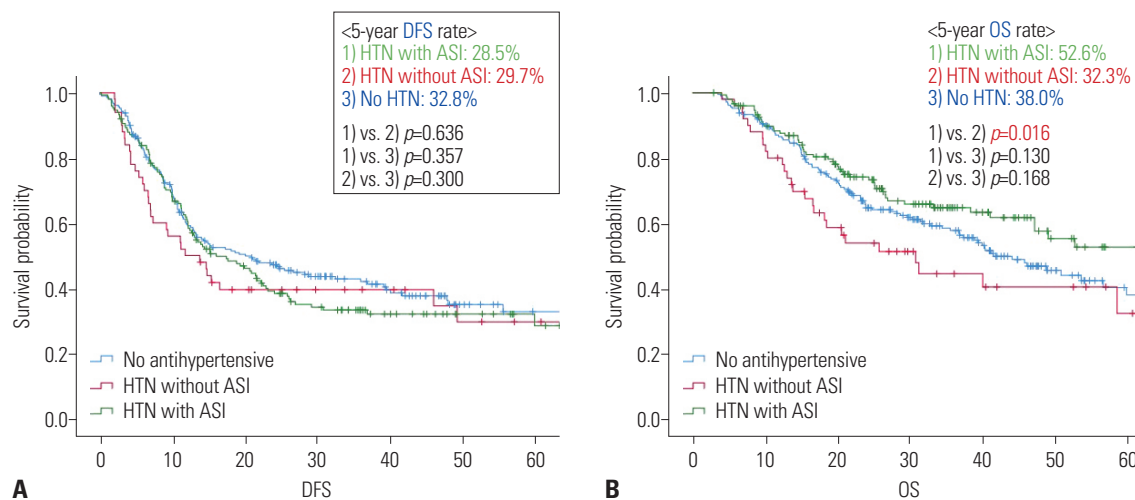 <5-year DFS rate>
1) HTN with ASI: 28.5%
2) HTN without ASI: 29.7%
3) No HTN: 32.8%
1) vs. 2) p=0.636
1) vs. 3) p=0.357
2) vs. 3) p=0.300
1.0
0.8
0.6
0.4
0.2
0.0
Survival probability
No antihypertensive
HTN without ASI
HTN with ASI
0 10 20 30 40 50 60
DFS
A
<5-year OS rate>
1) HTN with ASI: 52.6%
2) HTN without ASI: 32.3%
3) No HTN: 38.0%
1) vs. 2) p=0.016
1) vs. 3) p=0.130
2) vs. 3) p=0.168
1.0
0.8
0.6
0.4
0.2
0.0
Survival probability
No antihypertensive
HTN without ASI
HTN with ASI
0 10 20 30 40 50 60
OS
B